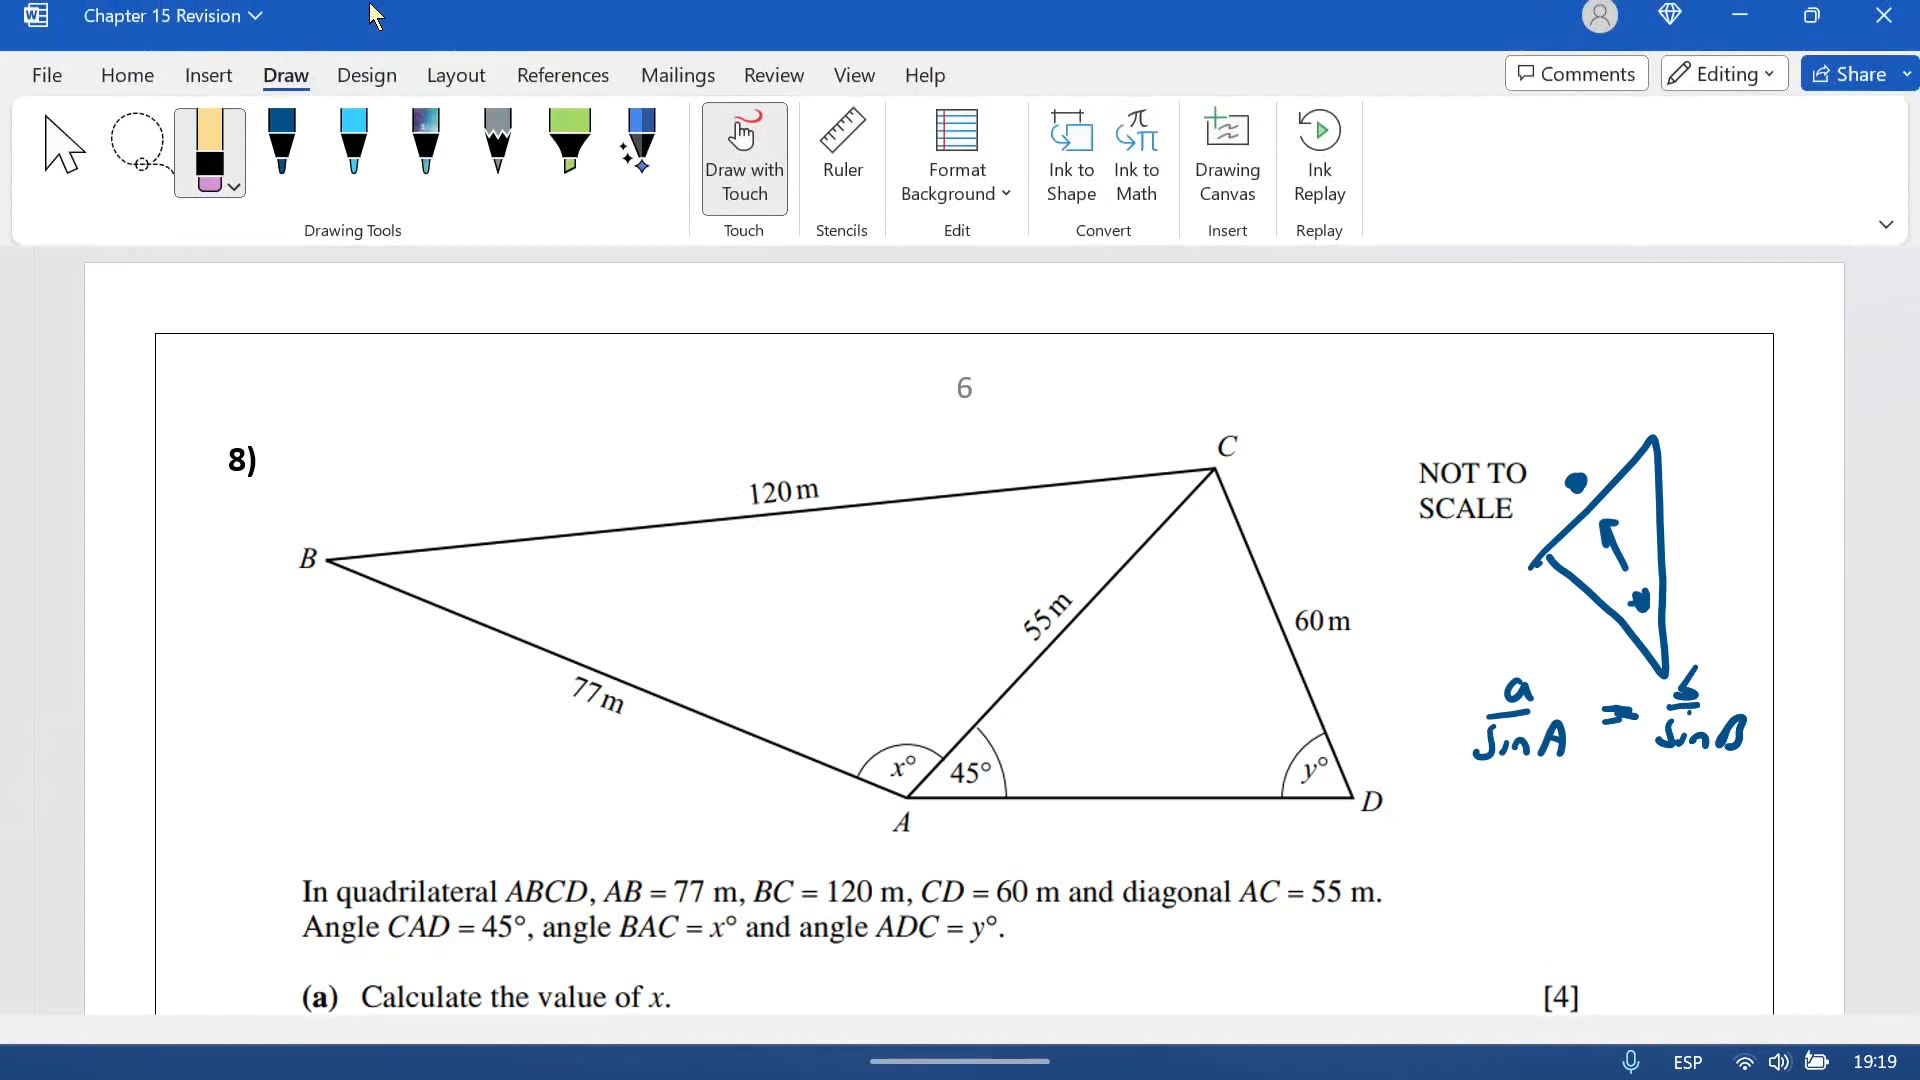 Chapter 15 Revision
File Home Insert Draw Design Layout References Mailings Review View Help
Comments Editing Share
Draw with Touch
Ruler
Format Background
Ink to Shape
Ink to Math
Drawing Canvas
Ink Replay
Drawing Tools Touch Stencils Edit Convert Insert Replay
6
8)
C
NOT TO
SCALE
120 m
B
55 m
60 m
77 m
a/sin A = b/sin B
x° 45° y°
A
D
In quadrilateral ABCD, AB = 77 m, BC = 120 m, CD = 60 m and diagonal AC = 55 m.
Angle CAD = 45°, angle BAC = x° and angle ADC = y°.
(a) Calculate the value of x. [4]
ESP 19:19